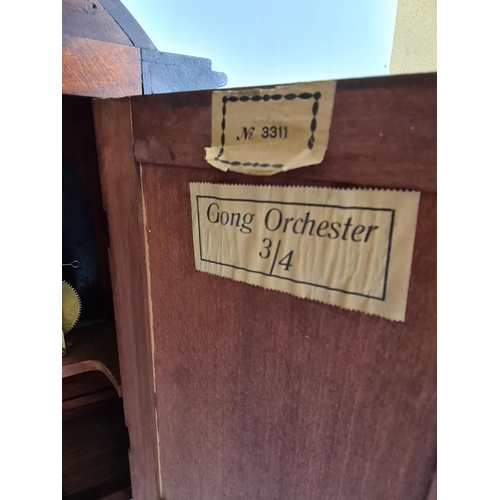 № 3311
Gong Orchester
3/4